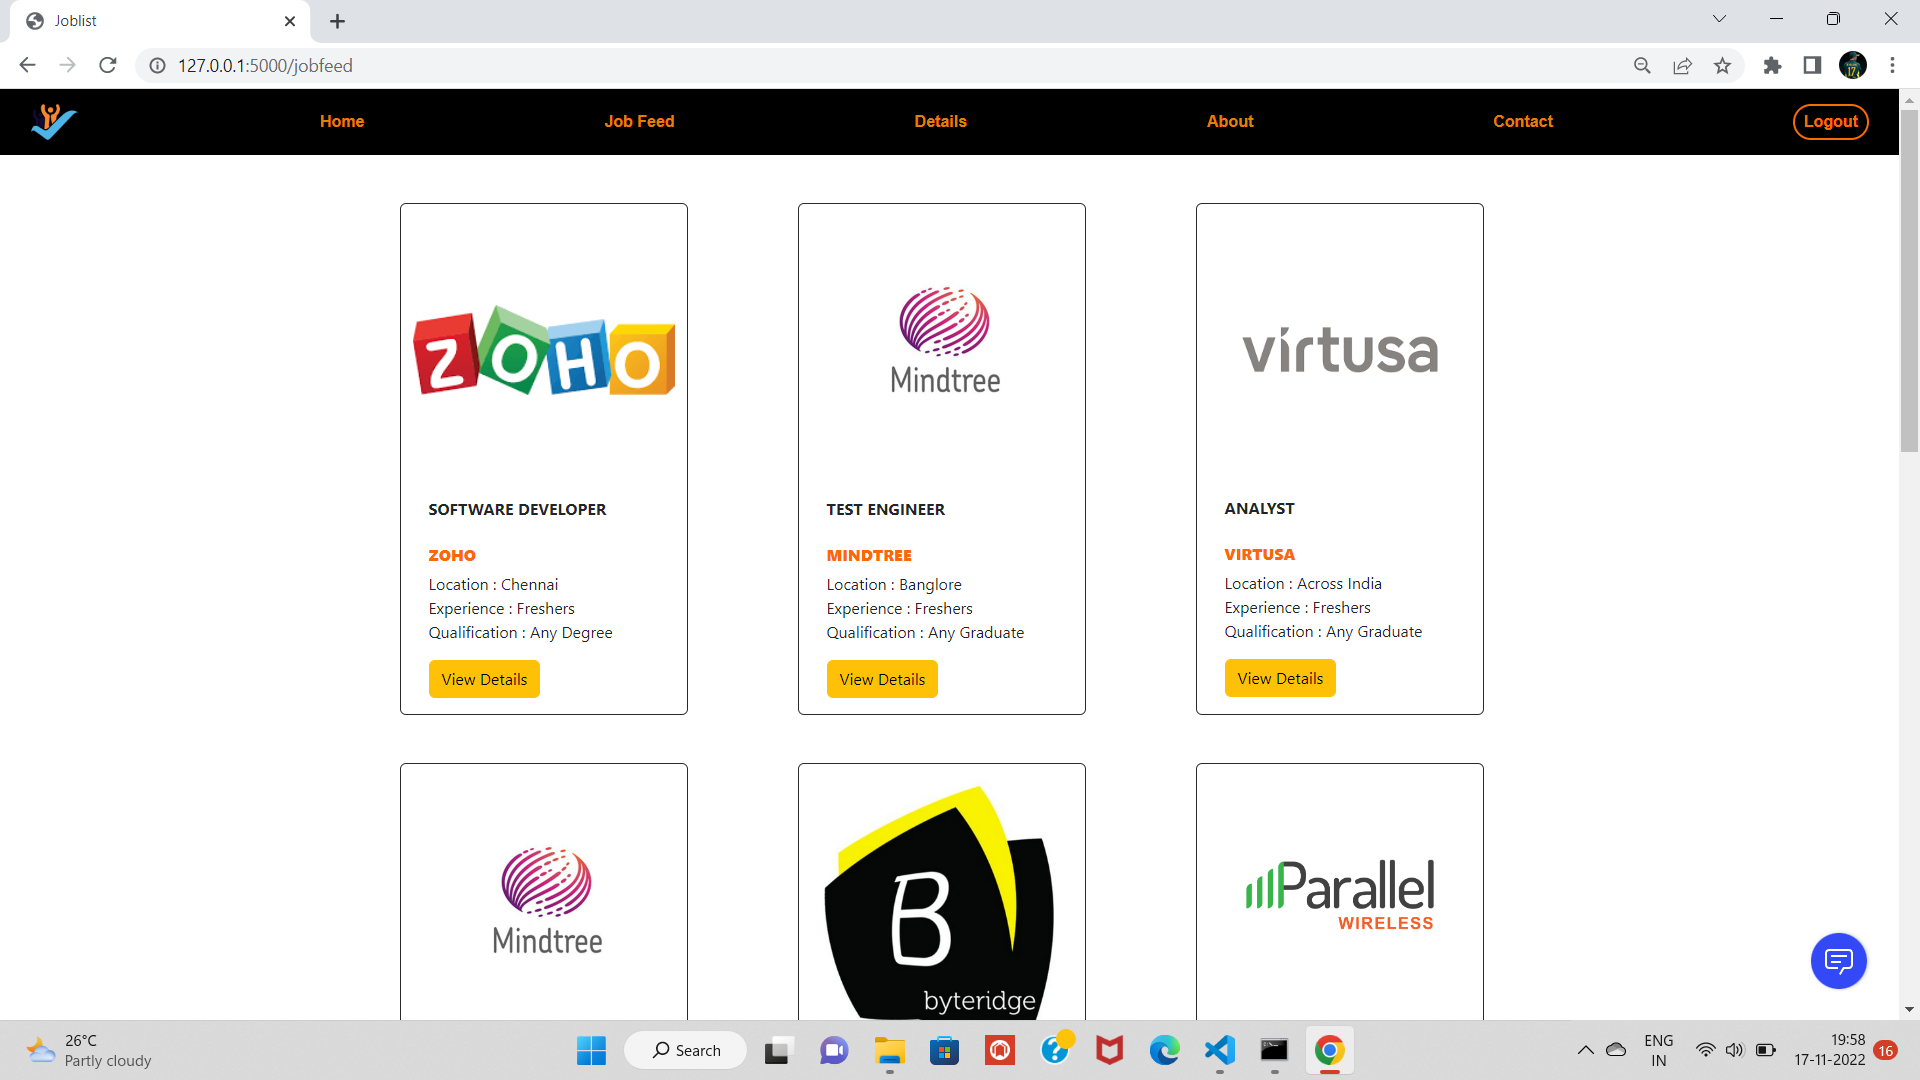 Joblist
127.0.0.1:5000/jobfeed
Home
Job Feed
Details
About
Contact
Logout
ZOHO
Mindtree
virtusa
SOFTWARE DEVELOPER
ZOHO
Location : Chennai
Experience : Freshers
Qualification : Any Degree
View Details
TEST ENGINEER
MINDTREE
Location : Banglore
Experience : Freshers
Qualification : Any Graduate
View Details
ANALYST
VIRTUSA
Location : Across India
Experience : Freshers
Qualification : Any Graduate
View Details
Mindtree
B
byteridge
Parallel
WIRELESS
26°C
Partly cloudy
Search
ENG
IN
19:58
17-11-2022
16